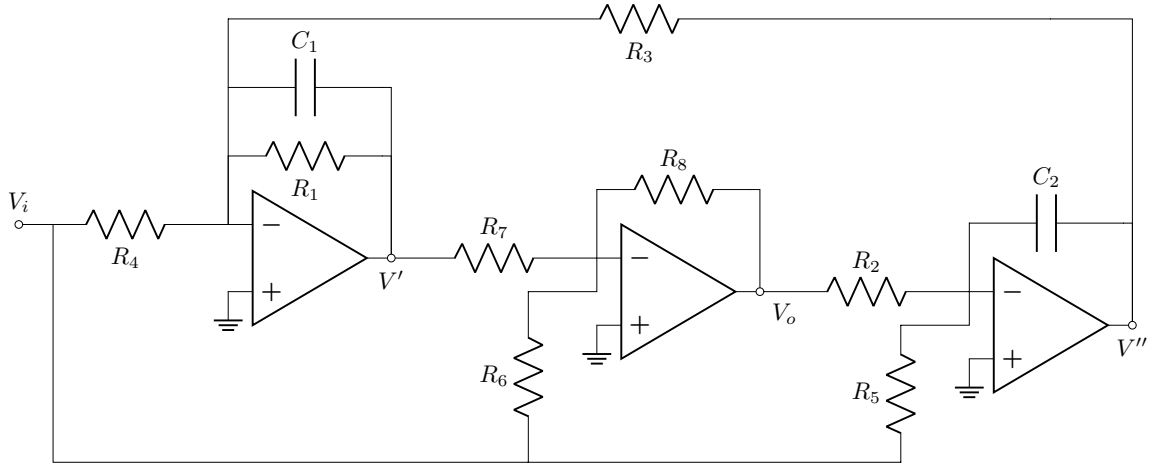 R₃
C₁
R₁
Vᵢ
R₄
−
+
V′
R₇
R₈
−
+
Vₒ
R₆
R₂
C₂
−
+
V′′
R₅